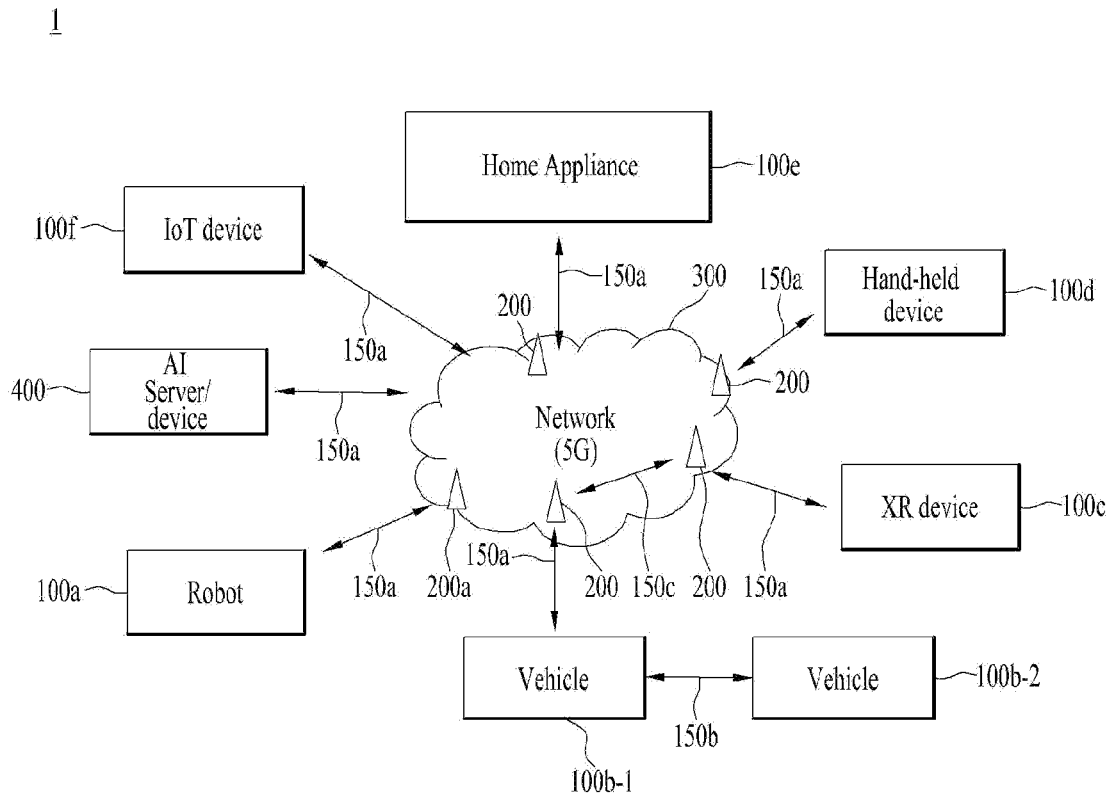 1
Home Appliance
100e
100f
IoT device
150a
300
150a
Hand-held
device
100d
200
150a
400
AI
Server/
device
150a
200
Network
(5G)
XR device
100c
100a
Robot
150a
200a
150a
200
150c
200
150a
Vehicle
Vehicle
100b-2
150b
100b-1